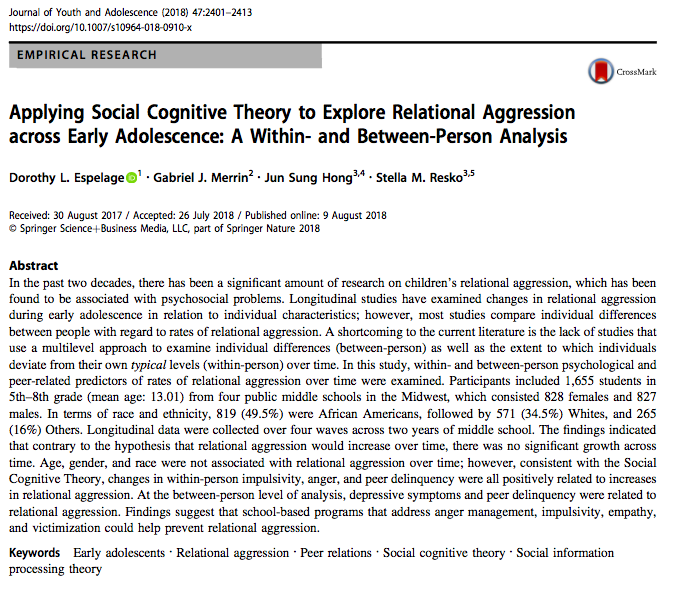 Journal of Youth and Adolescence (2018) 47:2401–2413
https://doi.org/10.1007/s10964-018-0910-x
EMPIRICAL RESEARCH
CrossMark
Applying Social Cognitive Theory to Explore Relational Aggression
across Early Adolescence: A Within- and Between-Person Analysis
Dorothy L. Espelage 1 · Gabriel J. Merrin2 · Jun Sung Hong3,4 · Stella M. Resko3,5
Received: 30 August 2017 / Accepted: 26 July 2018 / Published online: 9 August 2018
© Springer Science+Business Media, LLC, part of Springer Nature 2018
Abstract
In the past two decades, there has been a significant amount of research on children's relational aggression, which has been
found to be associated with psychosocial problems. Longitudinal studies have examined changes in relational aggression
during early adolescence in relation to individual characteristics; however, most studies compare individual differences
between people with regard to rates of relational aggression. A shortcoming to the current literature is the lack of studies that
use a multilevel approach to examine individual differences (between-person) as well as the extent to which individuals
deviate from their own typical levels (within-person) over time. In this study, within- and between-person psychological and
peer-related predictors of rates of relational aggression over time were examined. Participants included 1,655 students in
5th–8th grade (mean age: 13.01) from four public middle schools in the Midwest, which consisted 828 females and 827
males. In terms of race and ethnicity, 819 (49.5%) were African Americans, followed by 571 (34.5%) Whites, and 265
(16%) Others. Longitudinal data were collected over four waves across two years of middle school. The findings indicated
that contrary to the hypothesis that relational aggression would increase over time, there was no significant growth across
time. Age, gender, and race were not associated with relational aggression over time; however, consistent with the Social
Cognitive Theory, changes in within-person impulsivity, anger, and peer delinquency were all positively related to increases
in relational aggression. At the between-person level of analysis, depressive symptoms and peer delinquency were related to
relational aggression. Findings suggest that school-based programs that address anger management, impulsivity, empathy,
and victimization could help prevent relational aggression.
Keywords Early adolescents · Relational aggression · Peer relations · Social cognitive theory · Social information
processing theory